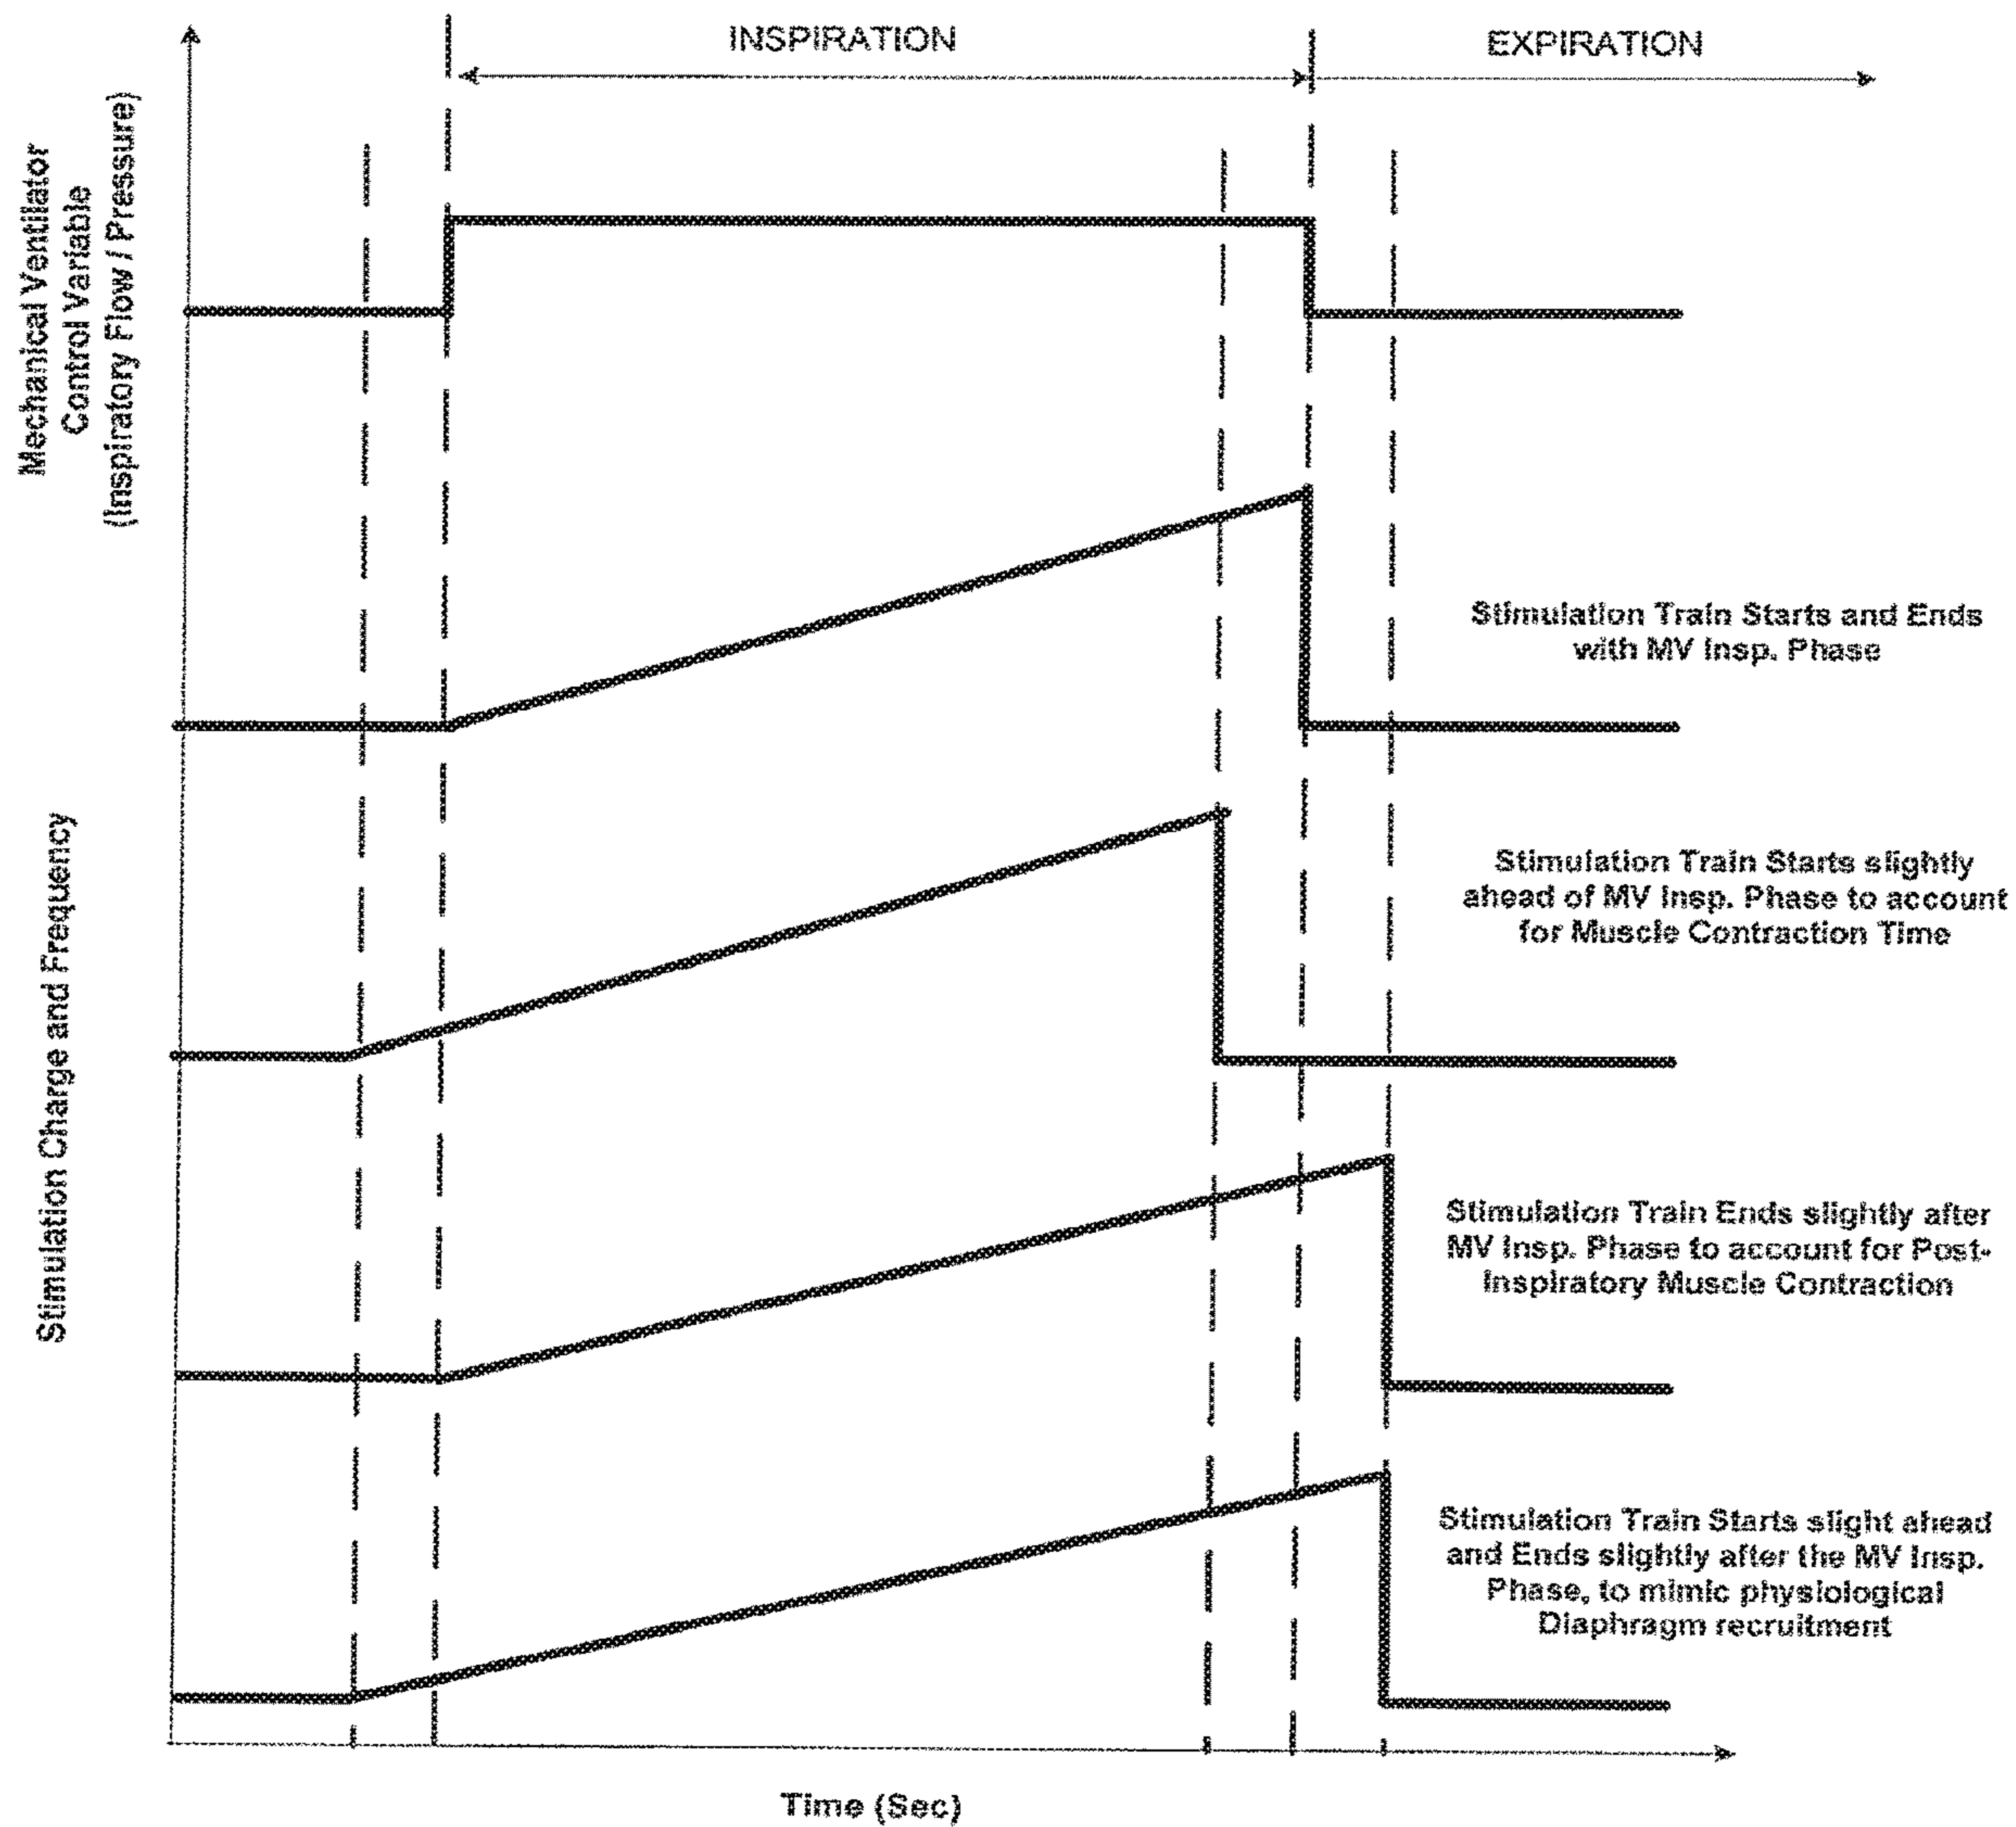 INSPIRATION
EXPIRATION
Mechanical Ventilator
Control Variable
(Inspiratory Flow / Pressure)
Stimulation Train Starts and Ends
with MV Insp. Phase
Stimulation Charge and Frequency
Stimulation Train Starts slightly
ahead of MV Insp. Phase to account
for Muscle Contraction Time
Stimulation Train Ends slightly after
MV Insp. Phase to account for Post-
Inspiratory Muscle Contraction
Stimulation Train Starts slight ahead
and Ends slightly after the MV Insp.
Phase, to mimic physiological
Diaphragm recruitment
Time (Sec)